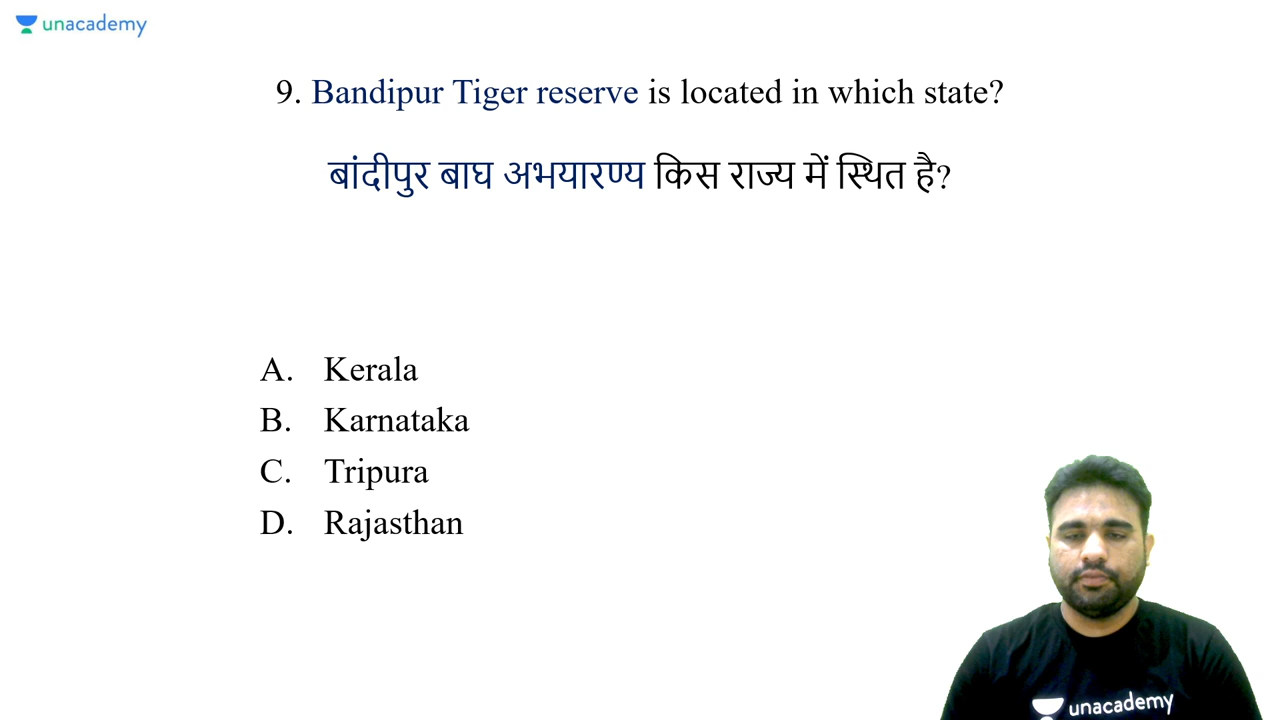 unacademy
9. Bandipur Tiger reserve is located in which state?
बांदीपुर बाघ अभयारण्य किस राज्य में स्थित है?
A. Kerala
B. Karnataka
C. Tripura
D. Rajasthan
unacademy